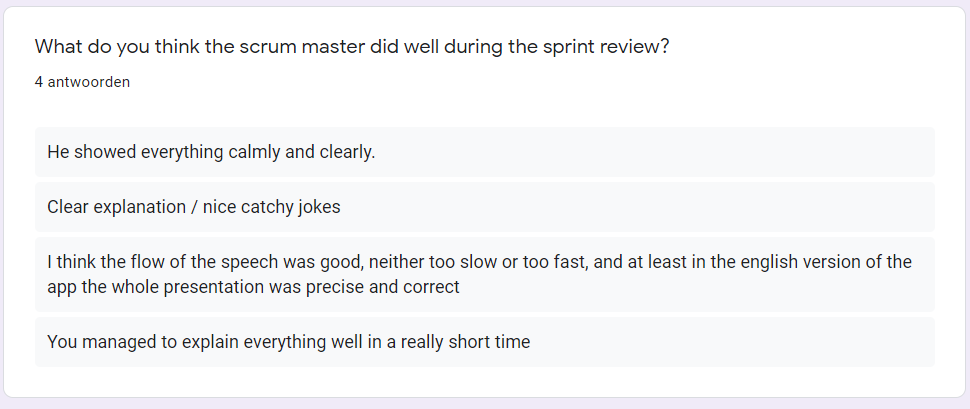 What do you think the scrum master did well during the sprint review?
4 antwoorden
He showed everything calmly and clearly.
Clear explanation / nice catchy jokes
I think the flow of the speech was good, neither too slow or too fast, and at least in the english version of the
app the whole presentation was precise and correct
You managed to explain everything well in a really short time